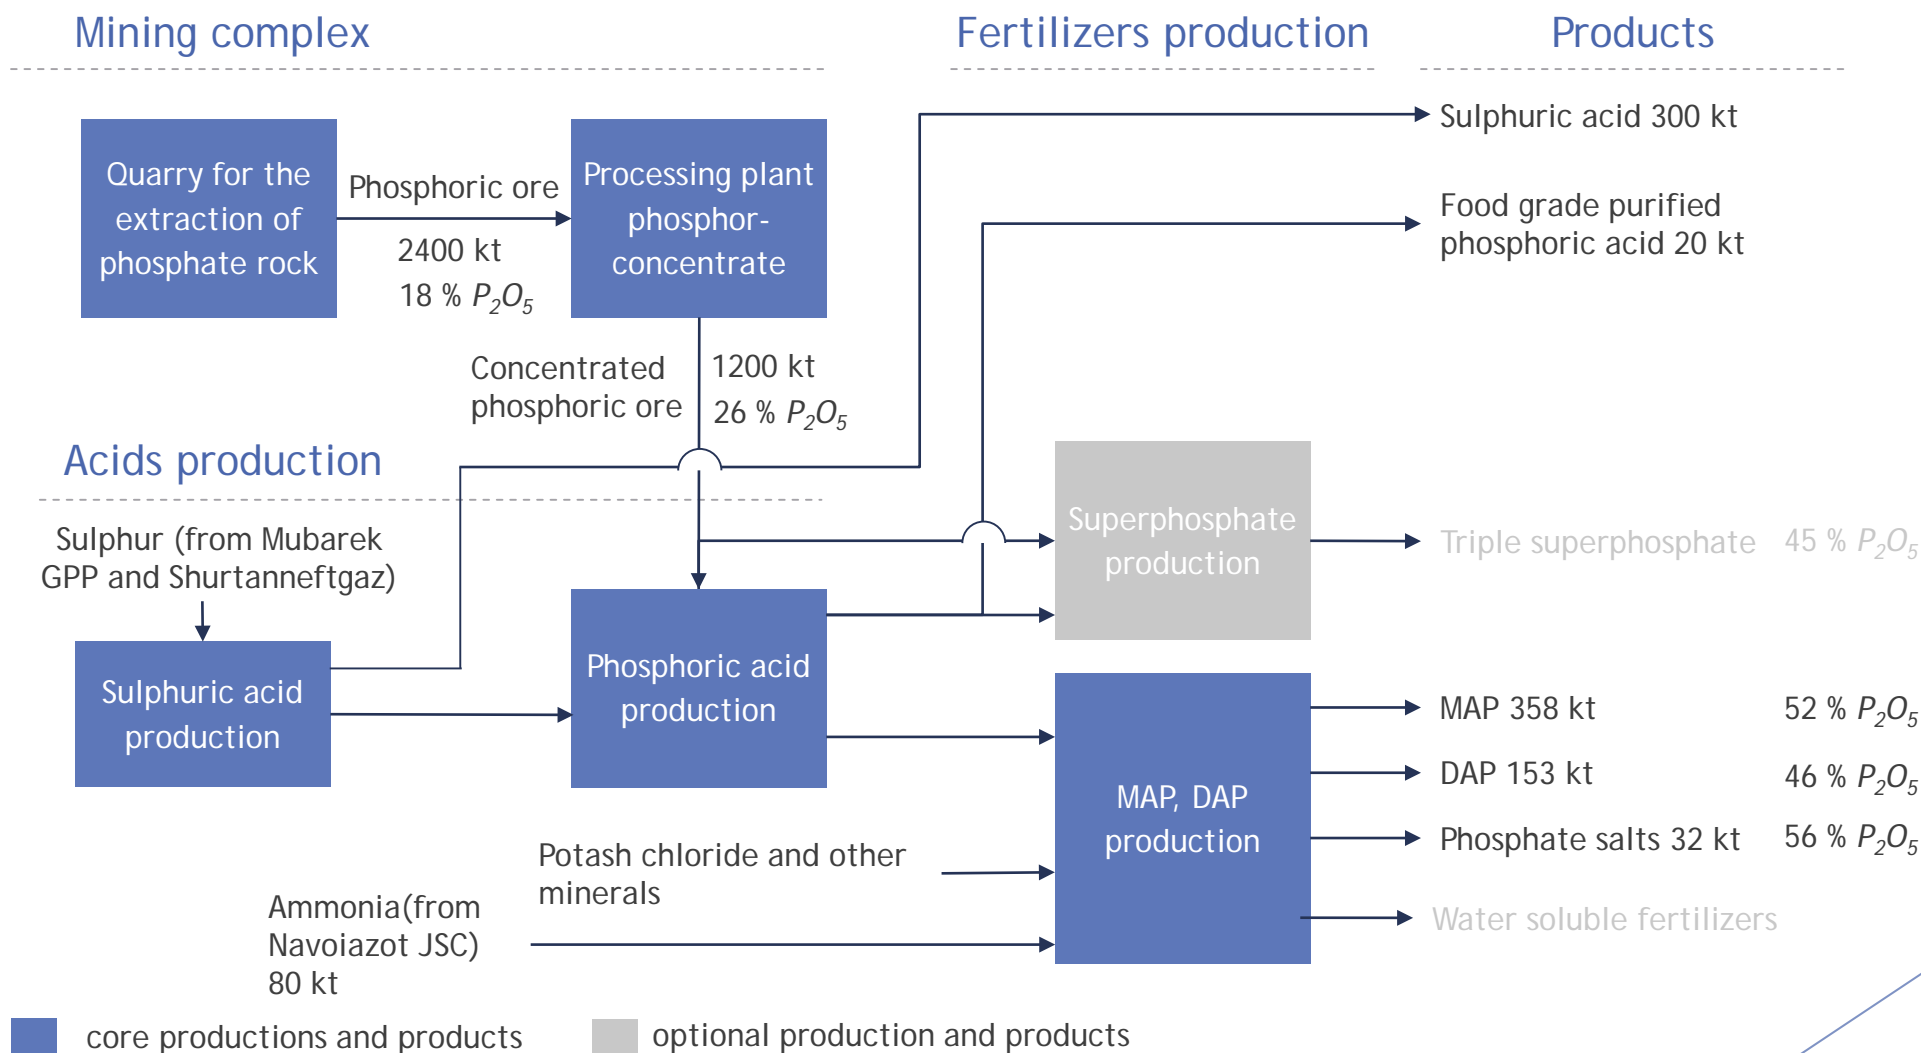 Mining complex
Fertilizers production
Products
Quarry for the
extraction of
phosphate rock
Phosphoric ore
2400 kt
18 % P₂O₅
Processing plant
phosphor-
concentrate
Sulphuric acid 300 kt
Food grade purified
phosphoric acid 20 kt
Concentrated
phosphoric ore
1200 kt
26 % P₂O₅
Acids production
Sulphur (from Mubarek
GPP and Shurtanneftgaz)
Superphosphate
production
Triple superphosphate 45 % P₂O₅
Sulphuric acid
production
Phosphoric acid
production
MAP, DAP
production
MAP 358 kt 52 % P₂O₅
DAP 153 kt 46 % P₂O₅
Phosphate salts 32 kt 56 % P₂O₅
Water soluble fertilizers
Potash chloride and other
minerals
Ammonia(from
Navoiazot JSC)
80 kt
core productions and products
optional production and products